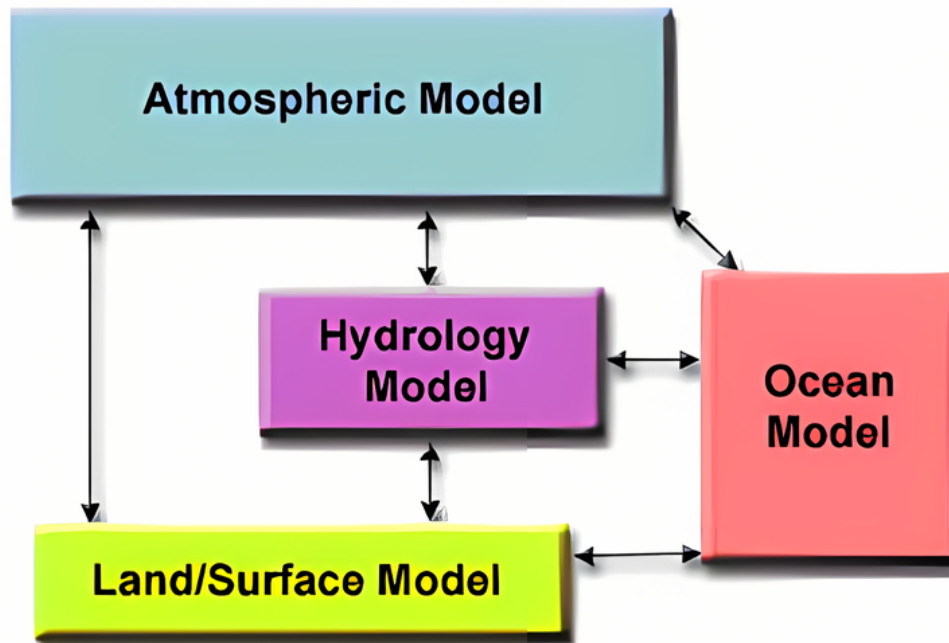 Atmospheric Model
Hydrology
Model
Ocean
Model
Land/Surface Model